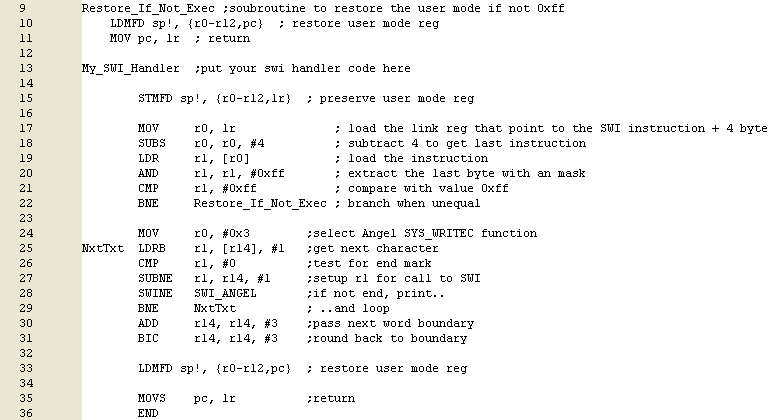 9 Restore_If_Not_Exec ;soubroutine to restore the user mode if not 0xff
10 LDMFD sp!, {r0-r12,pc} ; restore user mode reg
11 MOV pc, lr ; return
12
13 My_SWI_Handler ;put your swi handler code here
14
15 STMFD sp!, {r0-r12,lr} ; preserve user mode reg
16
17 MOV r0, lr ; load the link reg that point to the SWI instruction + 4 byte
18 SUBS r0, r0, #4 ; subtract 4 to get last instruction
19 LDR r1, [r0] ; load the instruction
20 AND r1, r1, #0xff ; extract the last byte with an mask
21 CMP r1, #0xff ; compare with value 0xff
22 BNE Restore_If_Not_Exec ; branch when unequal
23
24 MOV r0, #0x3 ;select Angel SYS_WRITEC function
25 NxtTxt LDRB r1, [r14], #1 ;get next character
26 CMP r1, #0 ;test for end mark
27 SUBNE r1, r14, #1 ;setup r1 for call to SWI
28 SWINE SWI_ANGEL ;if not end, print..
29 BNE NxtTxt ; ..and loop
30 ADD r14, r14, #3 ;pass next word boundary
31 BIC r14, r14, #3 ;round back to boundary
32
33 LDMFD sp!, {r0-r12,pc} ; restore user mode reg
34
35 MOVS pc, lr ;return
36 END